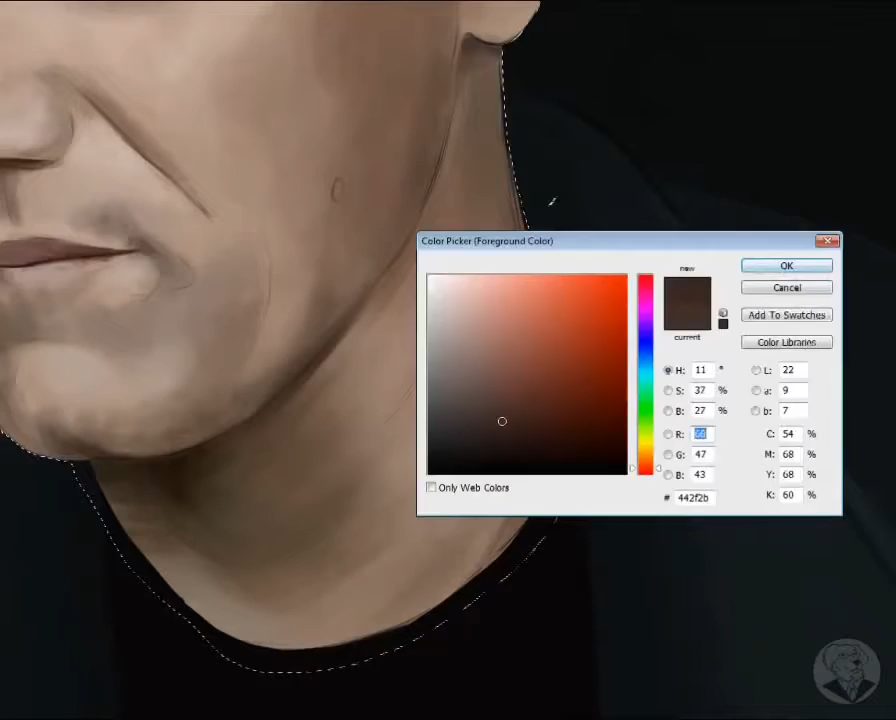 Color Picker (Foreground Color)
new
current
OK
Cancel
Add To Swatches
Color Libraries
H: 11 °
S: 37 %
B: 27 %
R: 68
G: 47
B: 43
L: 22
a: 9
b: 7
C: 54 %
M: 68 %
Y: 68 %
K: 60 %
# 442f2b
Only Web Colors